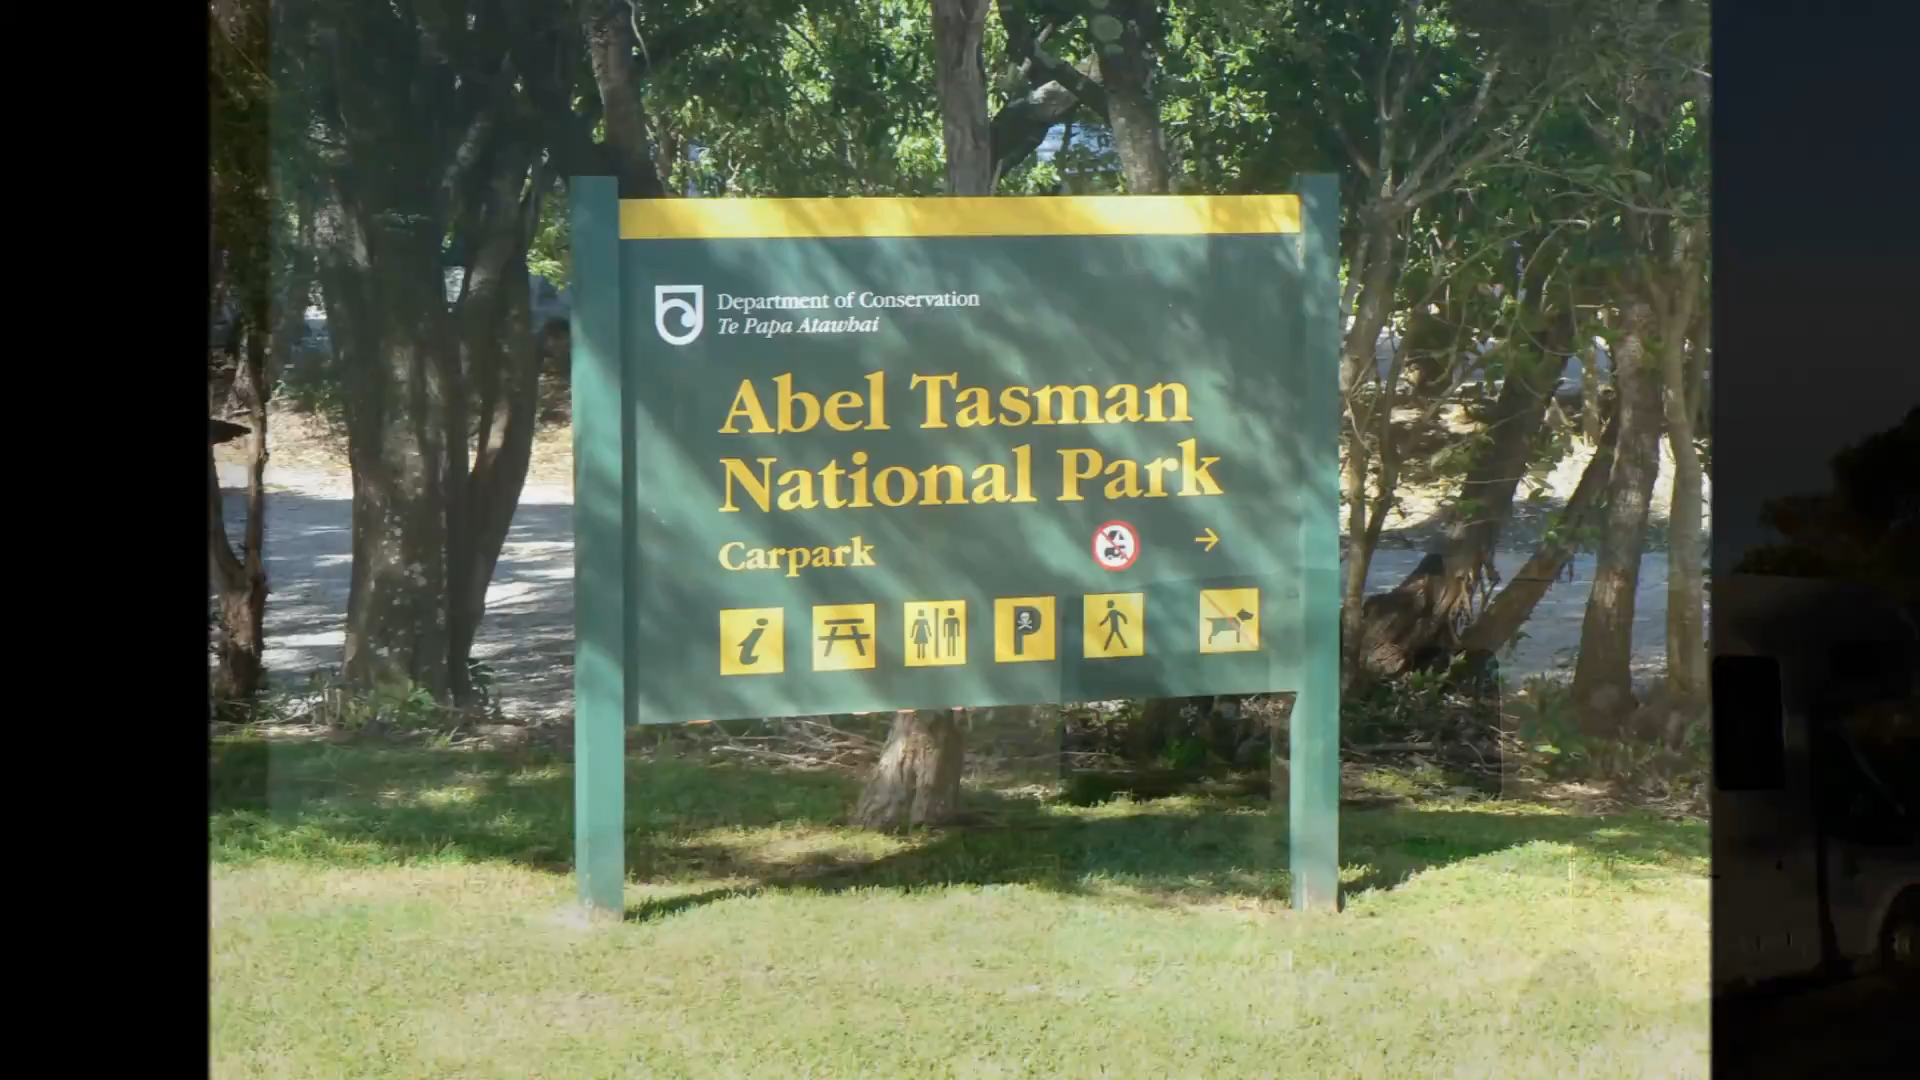 Department of Conservation
Te Papa Atawhai
Abel Tasman
National Park
Carpark
i
P